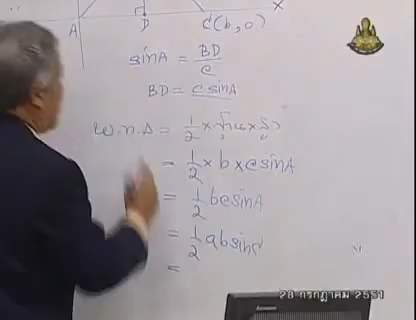 x
A D C(b, 0)
sinA = BD/c
BD = c sinA
พ.ท.Δ = 1/2 × ฐาน × สูง
= 1/2 × b × c sinA
= 1/2 bc sinA
= 1/2 ab sinC
=
28 กรกฎาคม 2551